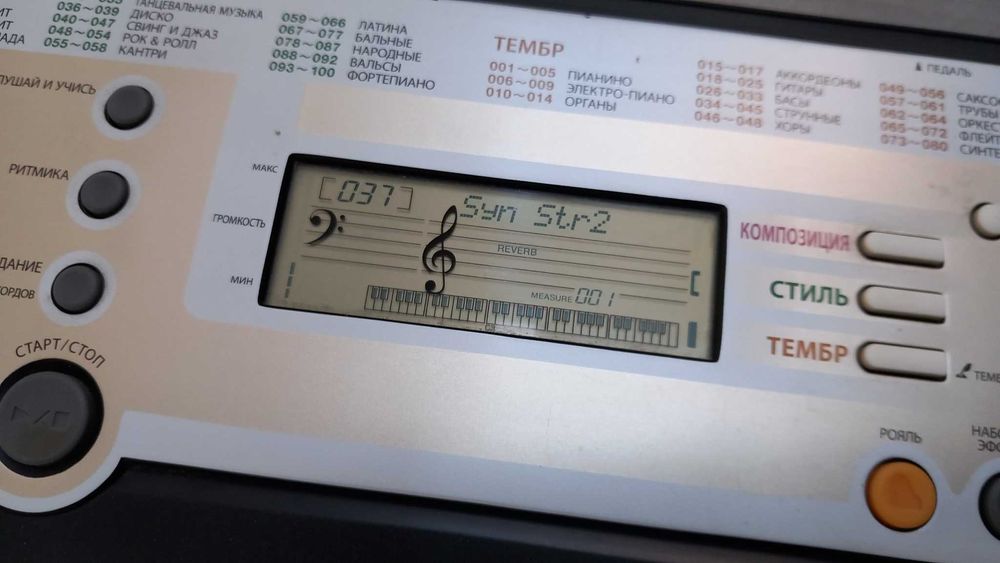 036~039
ТАНЦЕВАЛЬНАЯ МУЗЫКА
040~047
ДИСКО
048~054
СВИНГ И ДЖАЗ
055~058
РОК & РОЛЛ
КАНТРИ
059~066
ЛАТИНА
067~077
БАЛЬНЫЕ
078~087
НАРОДНЫЕ
088~092
ВАЛЬСЫ
093~100
ФОРТЕПИАНО
ТЕМБР
001~005 ПИАНИНО
006~009 ЭЛЕКТРО-ПИАНО
010~014 ОРГАНЫ
015~017 АККОРДЕОНЫ
018~025 ГИТАРЫ
026~033 БАСЫ
034~045 СТРУННЫЕ
046~048 ХОРЫ
ПЕДАЛЬ
049~056
057~061 ТРУБЫ
062~064
065~072
073~080
И УЧИСЬ
РИТМИКА
СТАРТ/СТОП
МАКС
ГРОМКОСТЬ
МИН
037
Syn Str2
REVERB
MEASURE 001
C3
КОМПОЗИЦИЯ
СТИЛЬ
ТЕМБР
РОЯЛЬ